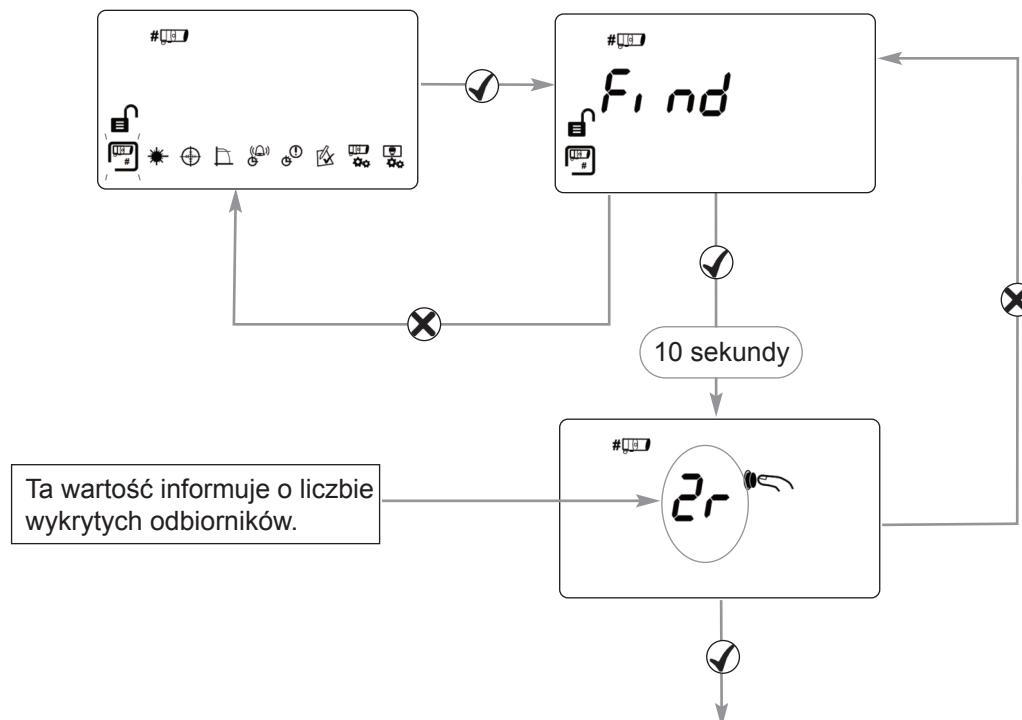 #
#
Find
#
#
10 sekundy
#
2r
Ta wartość informuje o liczbie
wykrytych odbiorników.